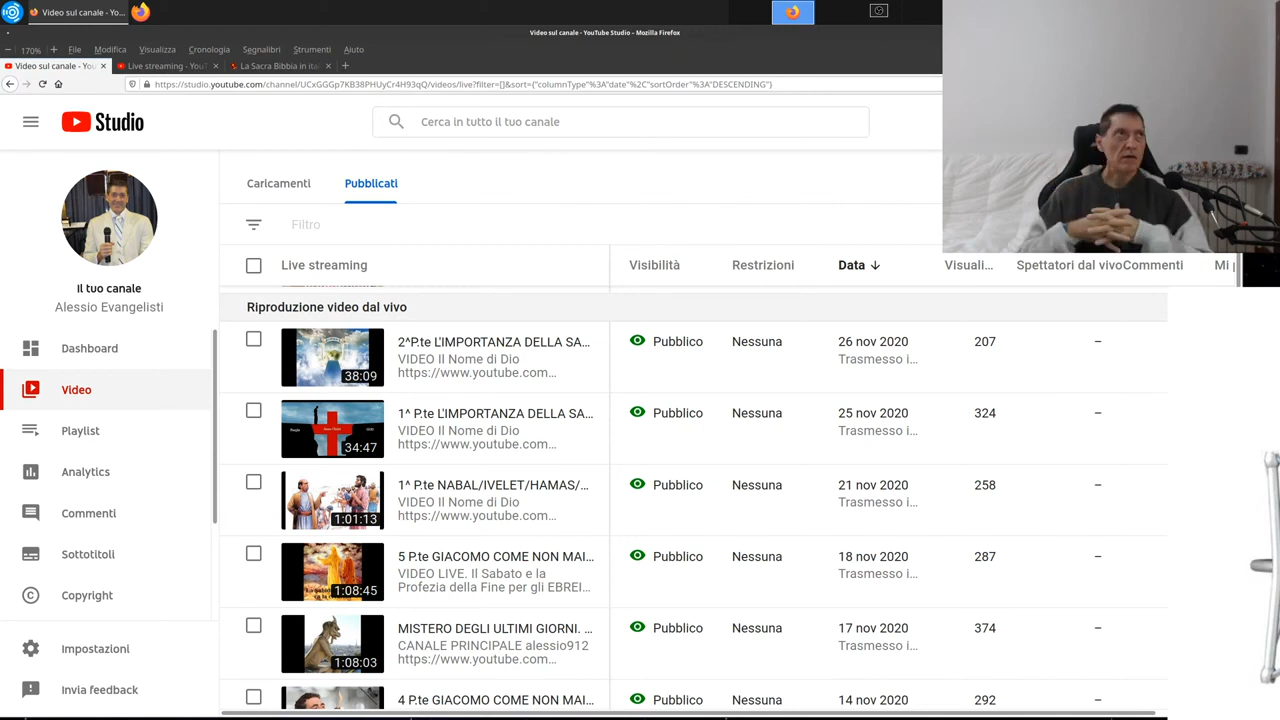 Video sul canale - Yo...
Video sul canale - YouTube Studio – Mozilla Firefox
170% File Modifica Visualizza Cronologia Segnalibri Strumenti Aiuto
Video sul canale - You
Live streaming - YouT
La Sacra Bibbia in ita
https://studio.youtube.com/channel/UCxGGGp7KB38PHUyCr4H93qQ/videos/live?filter=[]&sort={"columnType"%3A"date"%2C"sortOrder"%3A"DESCENDING"}
Studio
Cerca in tutto il tuo canale
Il tuo canale
Alessio Evangelisti
Dashboard
Video
Playlist
Analytics
Commenti
Sottotitoli
Copyright
Impostazioni
Invia feedback
Caricamenti Pubblicati
Filtro
Live streaming Visibilità Restrizioni Data Visuali... Spettatori dal vivo Commenti Mi
Riproduzione video dal vivo
38:09
2^P.te L'IMPORTANZA DELLA SA... Pubblico Nessuna 26 nov 2020 207 –
VIDEO Il Nome di Dio Trasmesso i...
https://www.youtube.com...
34:47
1^ P.te L'IMPORTANZA DELLA SA... Pubblico Nessuna 25 nov 2020 324 –
VIDEO Il Nome di Dio Trasmesso i...
https://www.youtube.com...
1:01:13
1^ P.te NABAL/IVELET/HAMAS/... Pubblico Nessuna 21 nov 2020 258 –
VIDEO Il Nome di Dio Trasmesso i...
https://www.youtube.com...
1:08:45
5 P.te GIACOMO COME NON MAI... Pubblico Nessuna 18 nov 2020 287 –
VIDEO LIVE. Il Sabato e la Trasmesso i...
Profezia della Fine per gli EBREI...
1:08:03
MISTERO DEGLI ULTIMI GIORNI. ... Pubblico Nessuna 17 nov 2020 374 –
CANALE PRINCIPALE alessio912 Trasmesso i...
https://www.youtube.com...
4 P.te GIACOMO COME NON MAI... Pubblico Nessuna 14 nov 2020 292 –